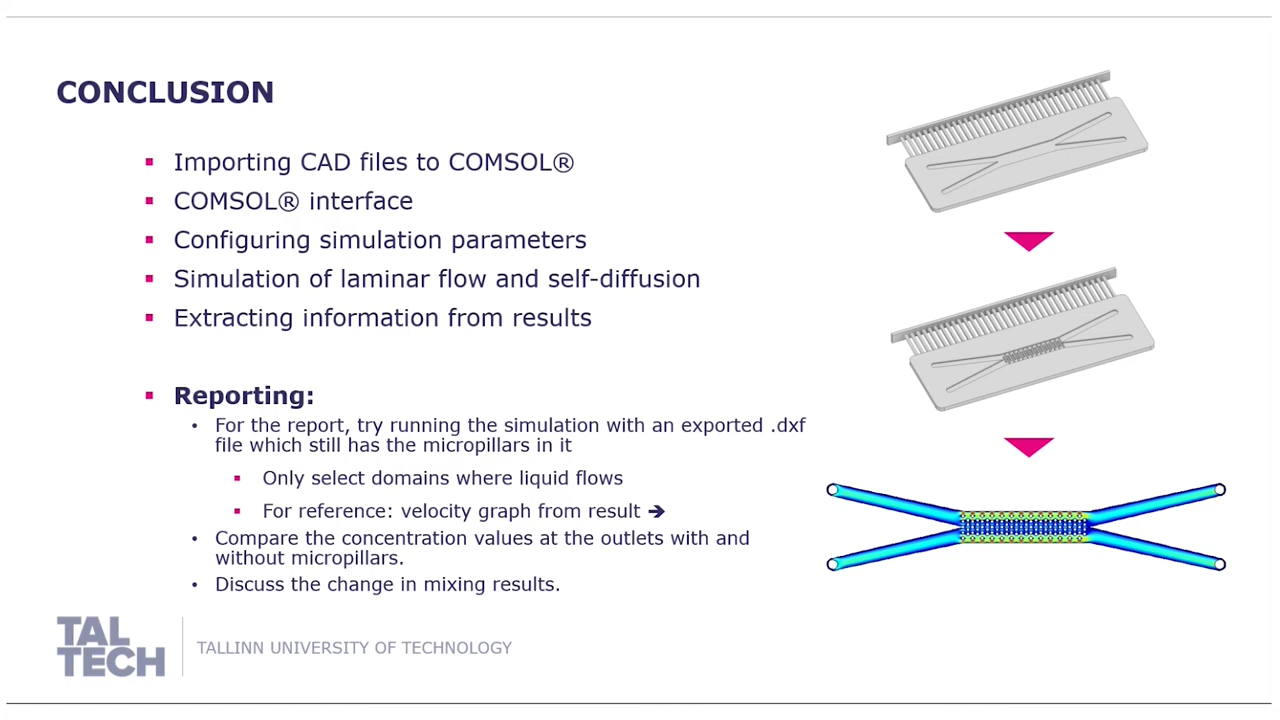 CONCLUSION
▪ Importing CAD files to COMSOL®
▪ COMSOL® interface
▪ Configuring simulation parameters
▪ Simulation of laminar flow and self-diffusion
▪ Extracting information from results
▪ Reporting:
• For the report, try running the simulation with an exported .dxf
file which still has the micropillars in it
▪ Only select domains where liquid flows
▪ For reference: velocity graph from result ➔
• Compare the concentration values at the outlets with and
without micropillars.
• Discuss the change in mixing results.
TAL
TECH
TALLINN UNIVERSITY OF TECHNOLOGY